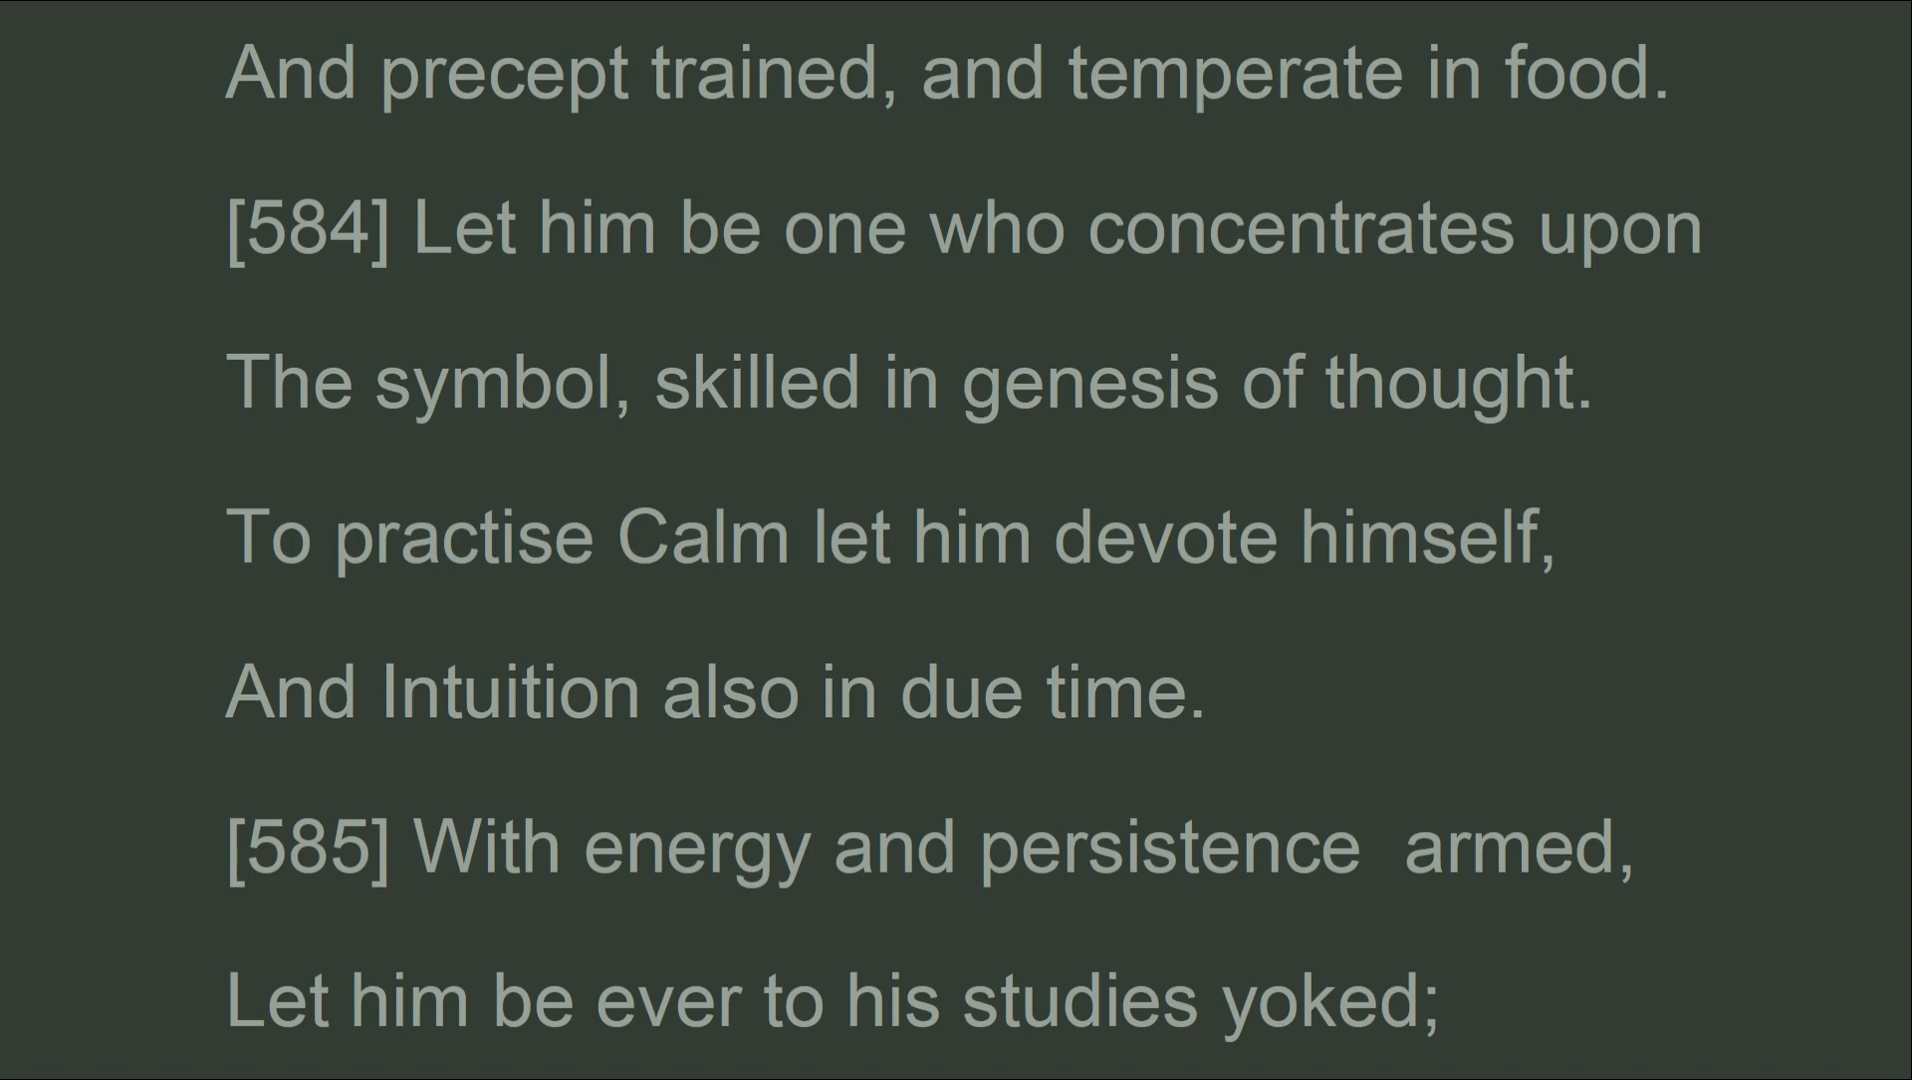 And precept trained, and temperate in food.
[584] Let him be one who concentrates upon
The symbol, skilled in genesis of thought.
To practise Calm let him devote himself,
And Intuition also in due time.
[585] With energy and persistence  armed,
Let him be ever to his studies yoked;